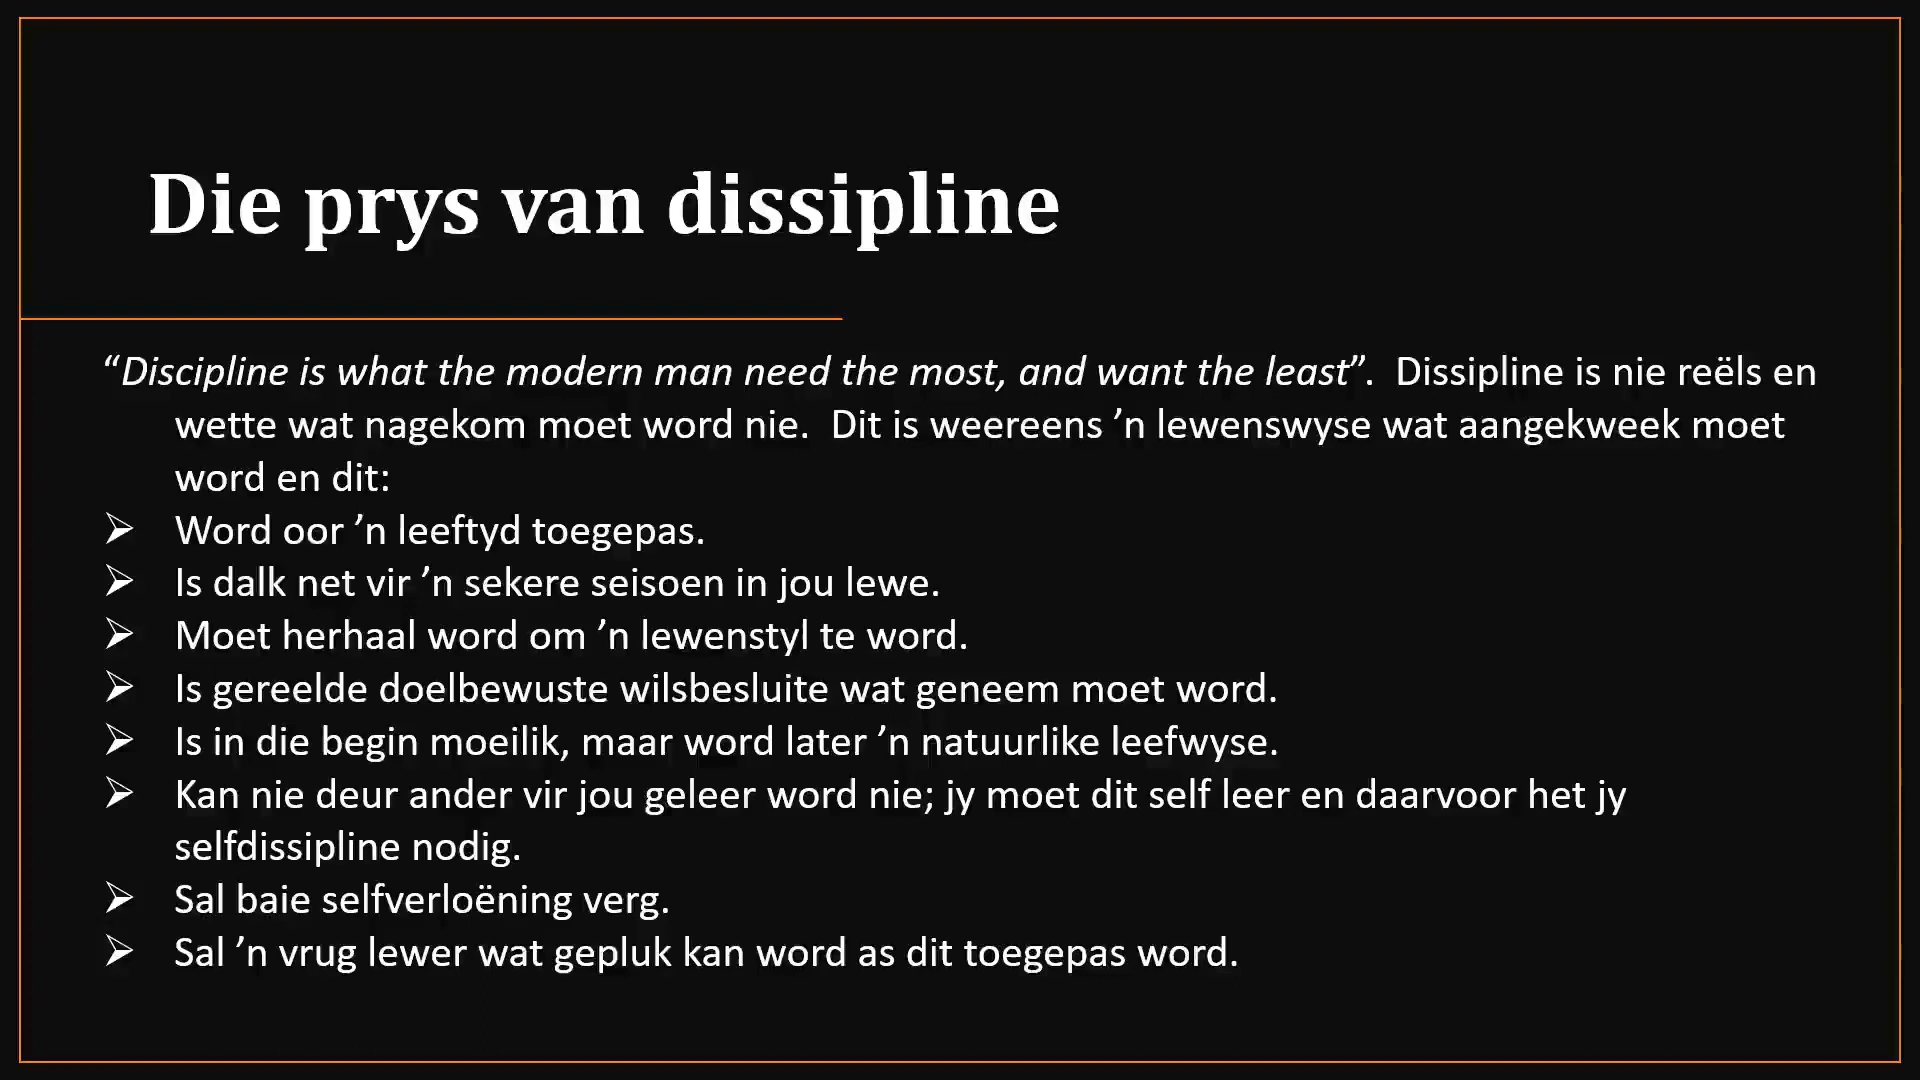 Die prys van dissipline
“Discipline is what the modern man need the most, and want the least”.  Dissipline is nie reëls en
wette wat nagekom moet word nie.  Dit is weereens ’n lewenswyse wat aangekweek moet
word en dit:
➢ Word oor ’n leeftyd toegepas.
➢ Is dalk net vir ’n sekere seisoen in jou lewe.
➢ Moet herhaal word om ’n lewenstyl te word.
➢ Is gereelde doelbewuste wilsbesluite wat geneem moet word.
➢ Is in die begin moeilik, maar word later ’n natuurlike leefwyse.
➢ Kan nie deur ander vir jou geleer word nie; jy moet dit self leer en daarvoor het jy
selfdissipline nodig.
➢ Sal baie selfverloëning verg.
➢ Sal ’n vrug lewer wat gepluk kan word as dit toegepas word.